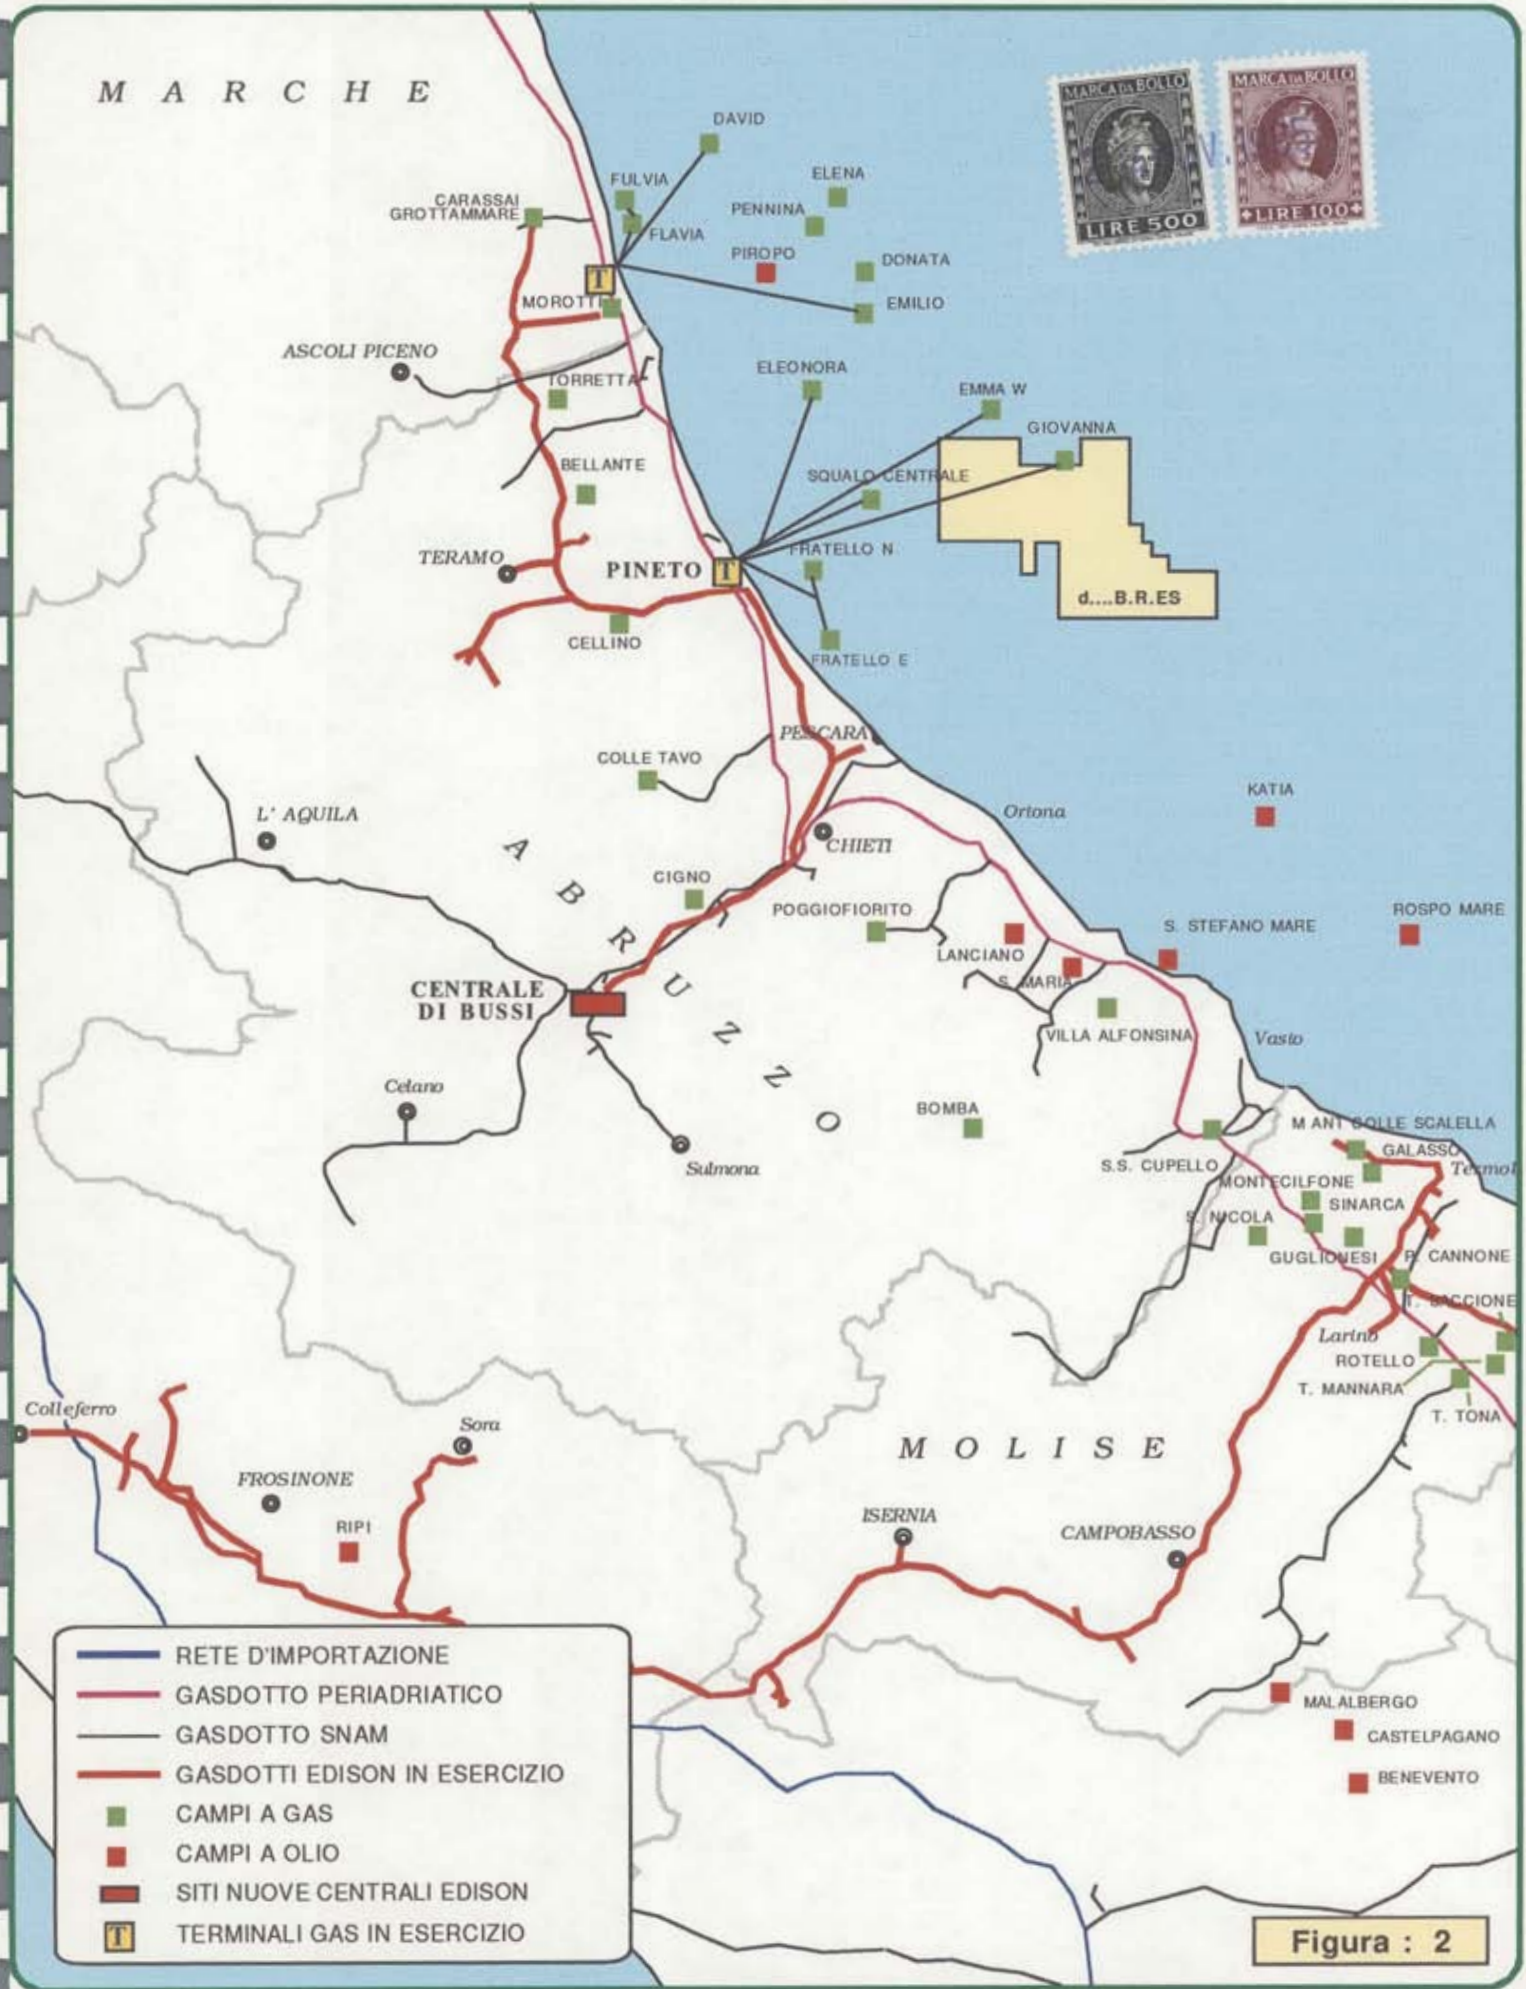 MARCHE
MARCA DA BOLLO
LIRE 500
MARCA DA BOLLO
LIRE 100
DAVID
FULVIA
ELENA
CARASSAI
GROTTAMMARE
PENNINA
FLAVIA
PIROPO
DONATA
T
MOROTTI
EMILIO
ASCOLI PICENO
TORRETTA
ELEONORA
EMMA W
GIOVANNA
BELLANTE
SQUALO CENTRALE
TERAMO
PINETO
T
FRATELLO N
d....B.R.ES
CELLINO
FRATELLO E
PESCARA
COLLE TAVO
KATIA
L' AQUILA
Ortona
CHIETI
ABRUZZO
CIGNO
POGGIOFIORITO
ROSPO MARE
S. STEFANO MARE
LANCIANO
S. MARIA
CENTRALE
DI BUSSI
VILLA ALFONSINA
Vasto
Celano
BOMBA
M ANT COLLE SCALELLA
GALASSO
S.S. CUPELLO
Sulmona
Termol
MONTECILFONE
SINARCA
S. NICOLA
GUGLIONESI
P. CANNONE
T. SACCIONE
Larino
ROTELLO
T. MANNARA
T. TONA
Colleferro
Sora
MOLISE
FROSINONE
RIPI
ISERNIA
CAMPOBASSO
MALALBERGO
CASTELPAGANO
BENEVENTO
RETE D'IMPORTAZIONE
GASDOTTO PERIADRIATICO
GASDOTTO SNAM
GASDOTTI EDISON IN ESERCIZIO
CAMPI A GAS
CAMPI A OLIO
SITI NUOVE CENTRALI EDISON
T TERMINALI GAS IN ESERCIZIO
Figura : 2